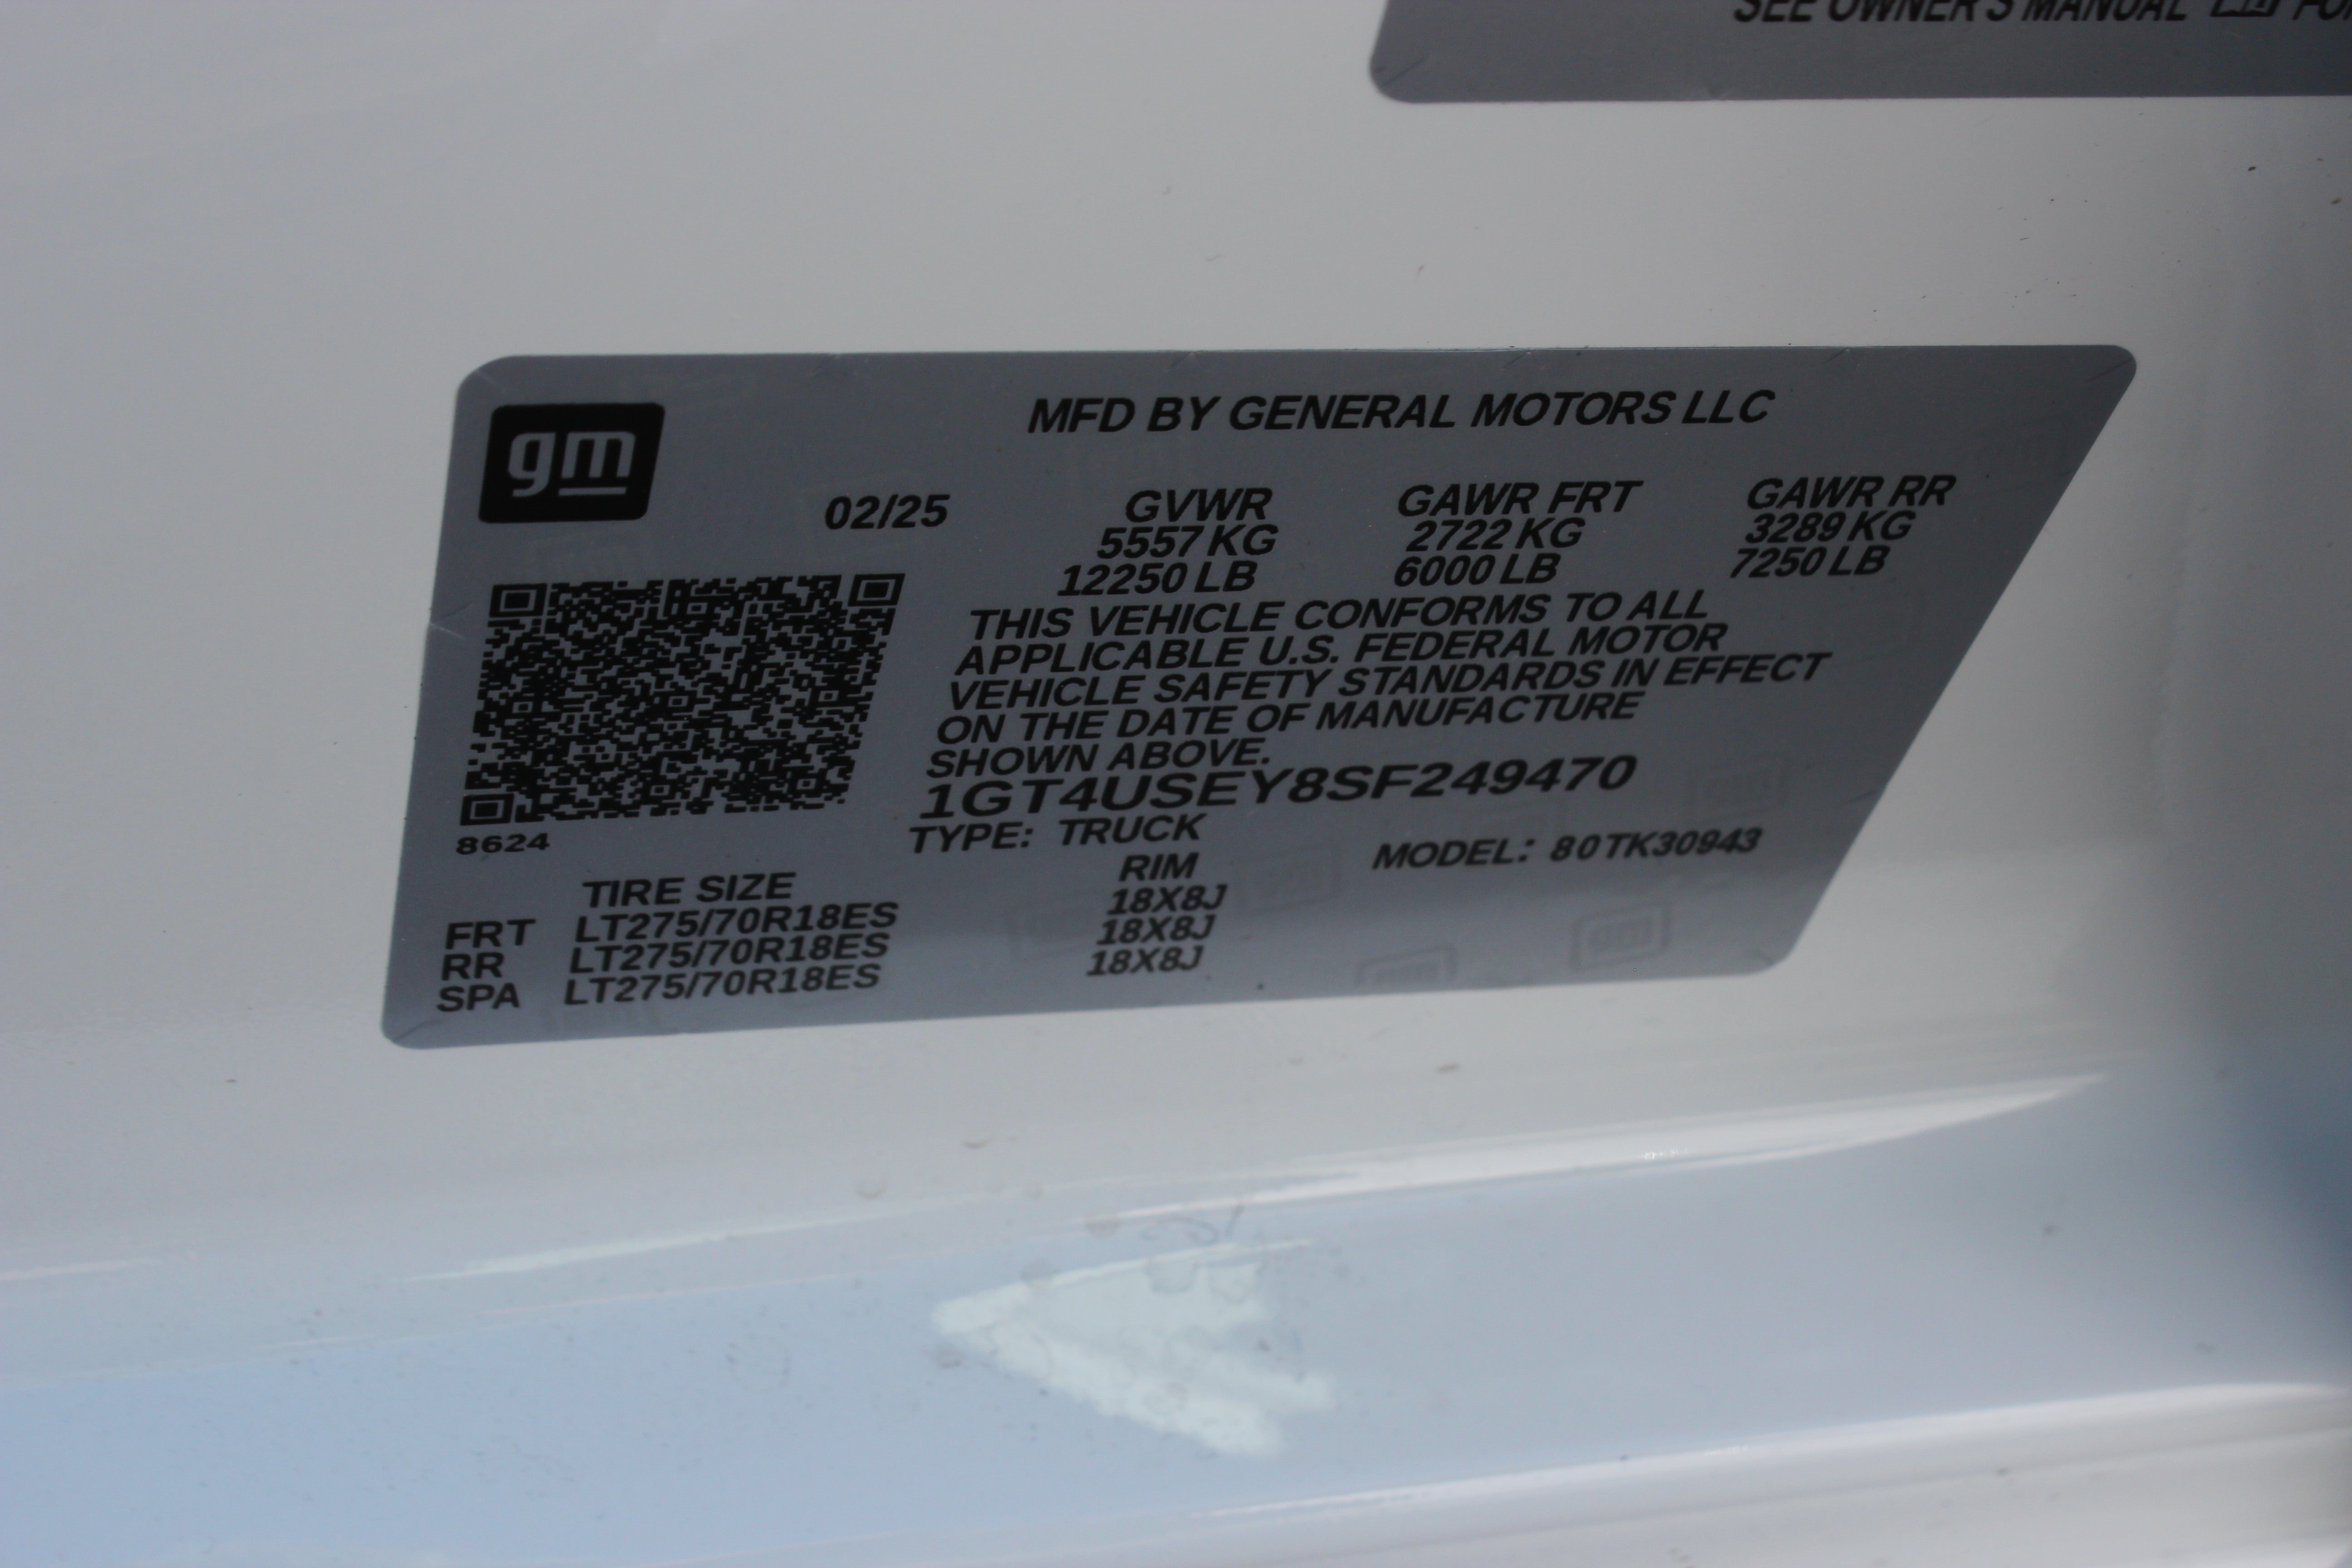 SEE OWNER'S MANUAL
gm
MFD BY GENERAL MOTORS LLC
02/25 GVWR GAWR FRT GAWR RR
5557 KG 2722 KG 3289 KG
12250 LB 6000 LB 7250 LB
THIS VEHICLE CONFORMS TO ALL
APPLICABLE U.S. FEDERAL MOTOR
VEHICLE SAFETY STANDARDS IN EFFECT
ON THE DATE OF MANUFACTURE
SHOWN ABOVE.
1GT4USEY8SF249470
8624
TYPE: TRUCK MODEL: 80TK30943
TIRE SIZE RIM
FRT LT275/70R18ES 18X8J
RR LT275/70R18ES 18X8J
SPA LT275/70R18ES 18X8J